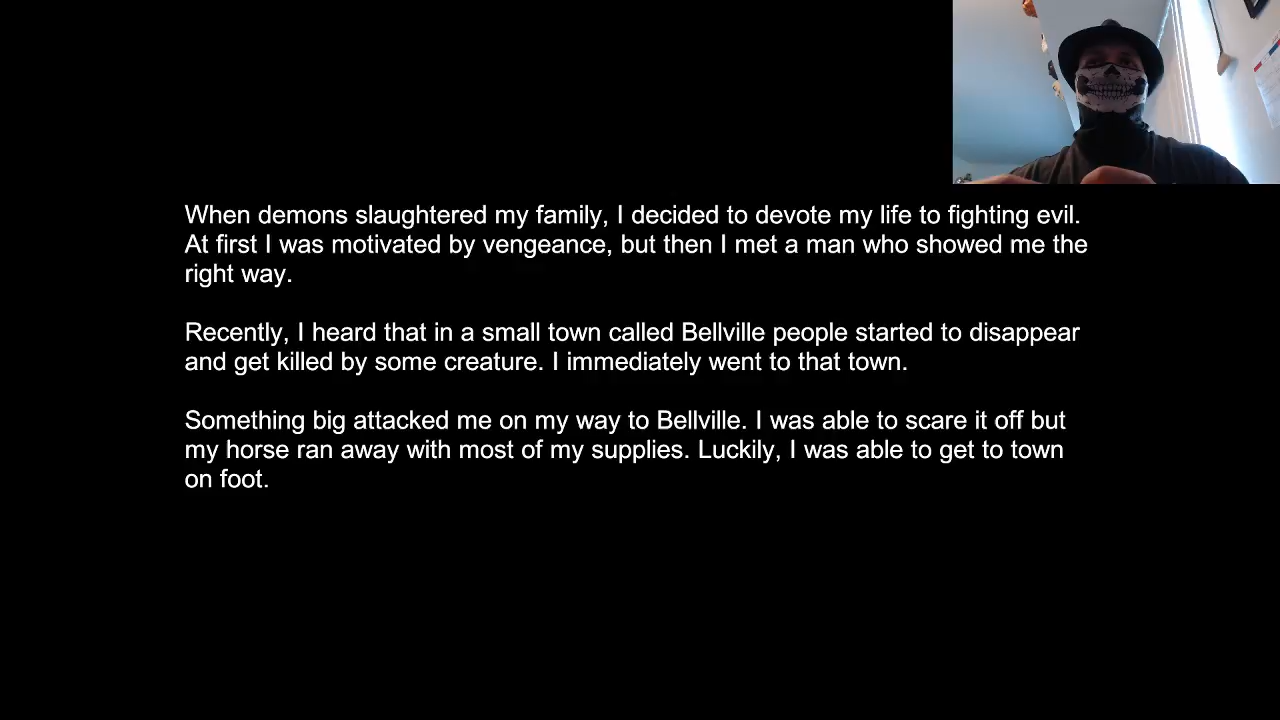 When demons slaughtered my family, I decided to devote my life to fighting evil.
At first I was motivated by vengeance, but then I met a man who showed me the
right way.
Recently, I heard that in a small town called Bellville people started to disappear
and get killed by some creature. I immediately went to that town.
Something big attacked me on my way to Bellville. I was able to scare it off but
my horse ran away with most of my supplies. Luckily, I was able to get to town
on foot.